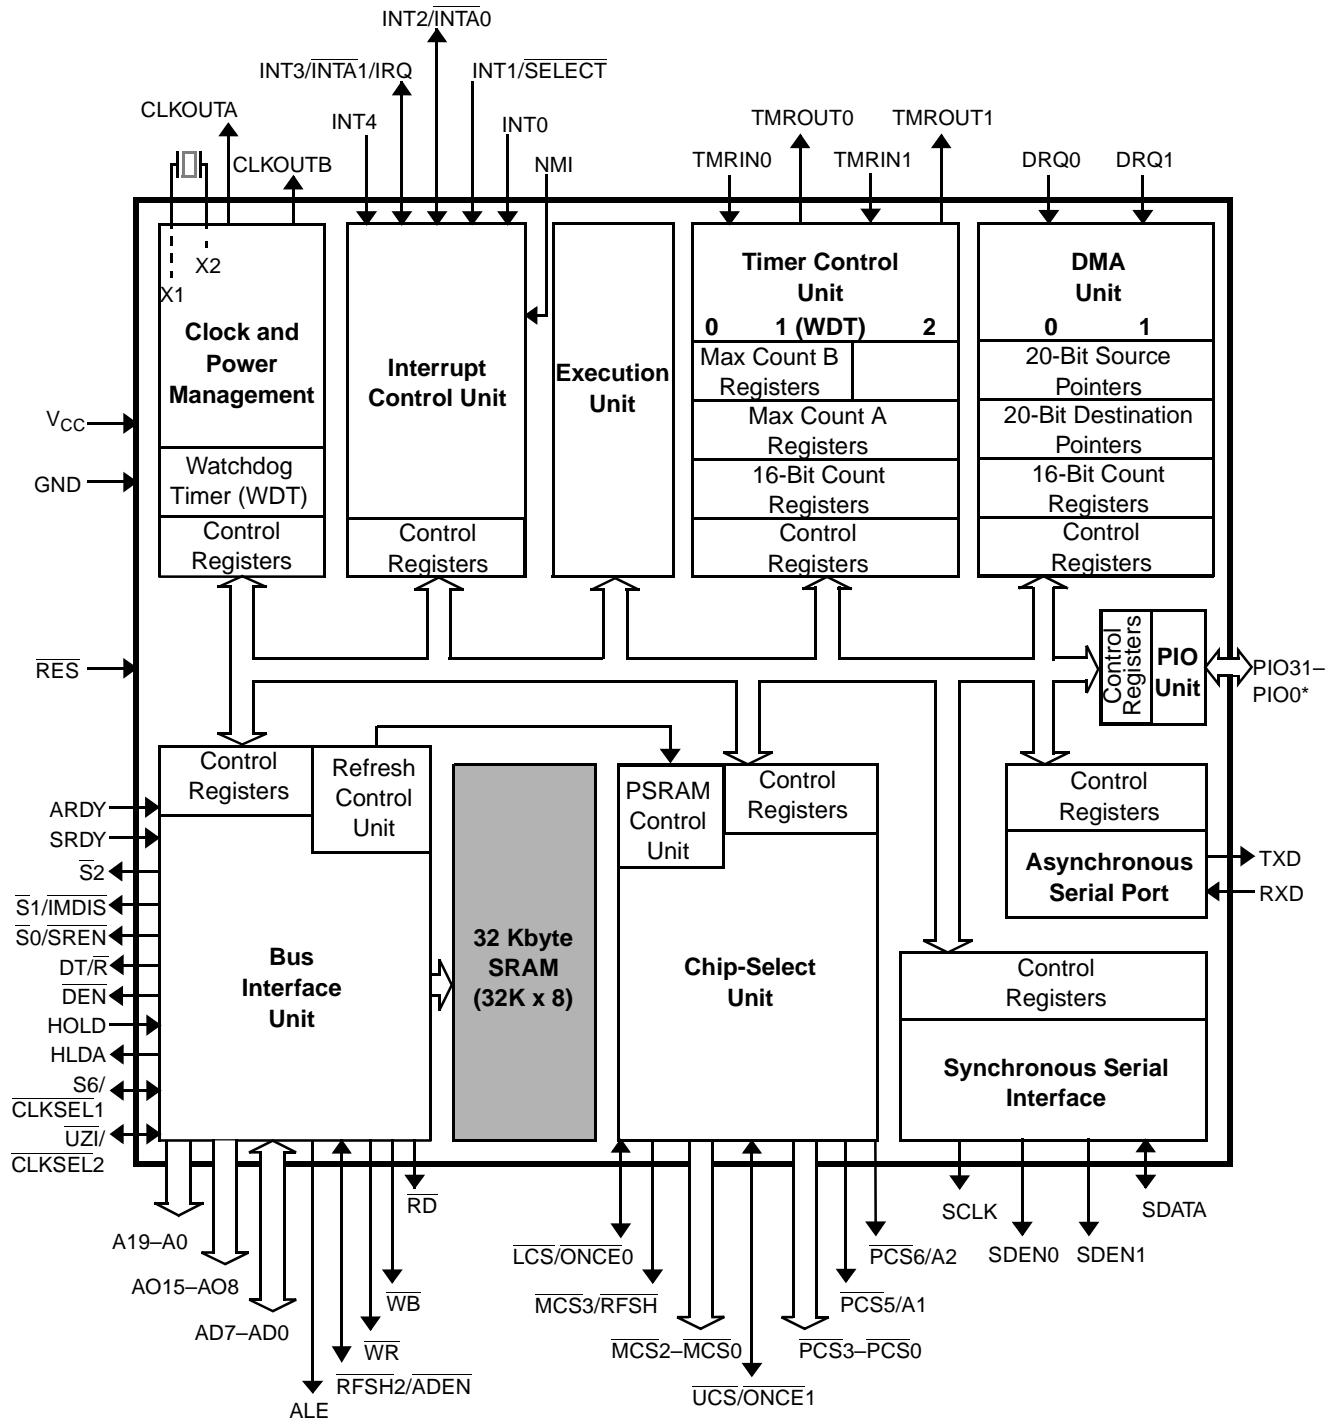 INT2/INTA0
INT3/INTA1/IRQ
INT1/SELECT
CLKOUTA
INT4
INT0
TMROUT0
TMROUT1
CLKOUTB
NMI
TMRIN0
TMRIN1
DRQ0
DRQ1
X2
X1
Clock and
Power
Management
Watchdog
Timer (WDT)
Control
Registers
Interrupt
Control Unit
Control
Registers
Execution
Unit
Timer Control
Unit
0 1 (WDT) 2
Max Count B
Registers
Max Count A
Registers
16-Bit Count
Registers
Control
Registers
DMA
Unit
0 1
20-Bit Source
Pointers
20-Bit Destination
Pointers
16-Bit Count
Registers
Control
Registers
VCC
GND
RES
Control
Registers
PIO
Unit
PIO31–
PIO0*
Control
Registers
Refresh
Control
Unit
Bus
Interface
Unit
32 Kbyte
SRAM
(32K x 8)
PSRAM
Control
Unit
Control
Registers
Chip-Select
Unit
Control
Registers
Asynchronous
Serial Port
TXD
RXD
Control
Registers
Synchronous Serial
Interface
ARDY
SRDY
S2
S1/IMDIS
S0/SREN
DT/R
DEN
HOLD
HLDA
S6/
CLKSEL1
UZI/
CLKSEL2
A19–A0
AO15–AO8
AD7–AD0
ALE
RFSH2/ADEN
WR
WB
RD
LCS/ONCE0
MCS3/RFSH
MCS2–MCS0
UCS/ONCE1
PCS3–PCS0
PCS5/A1
PCS6/A2
SCLK
SDEN0
SDEN1
SDATA